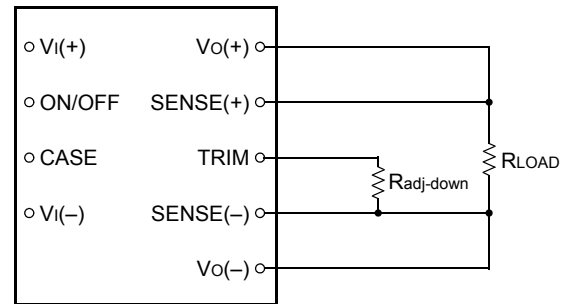 VI(+) VO(+)
ON/OFF SENSE(+)
CASE TRIM
RLOAD
Radj-down
VI(–) SENSE(–)
VO(–)